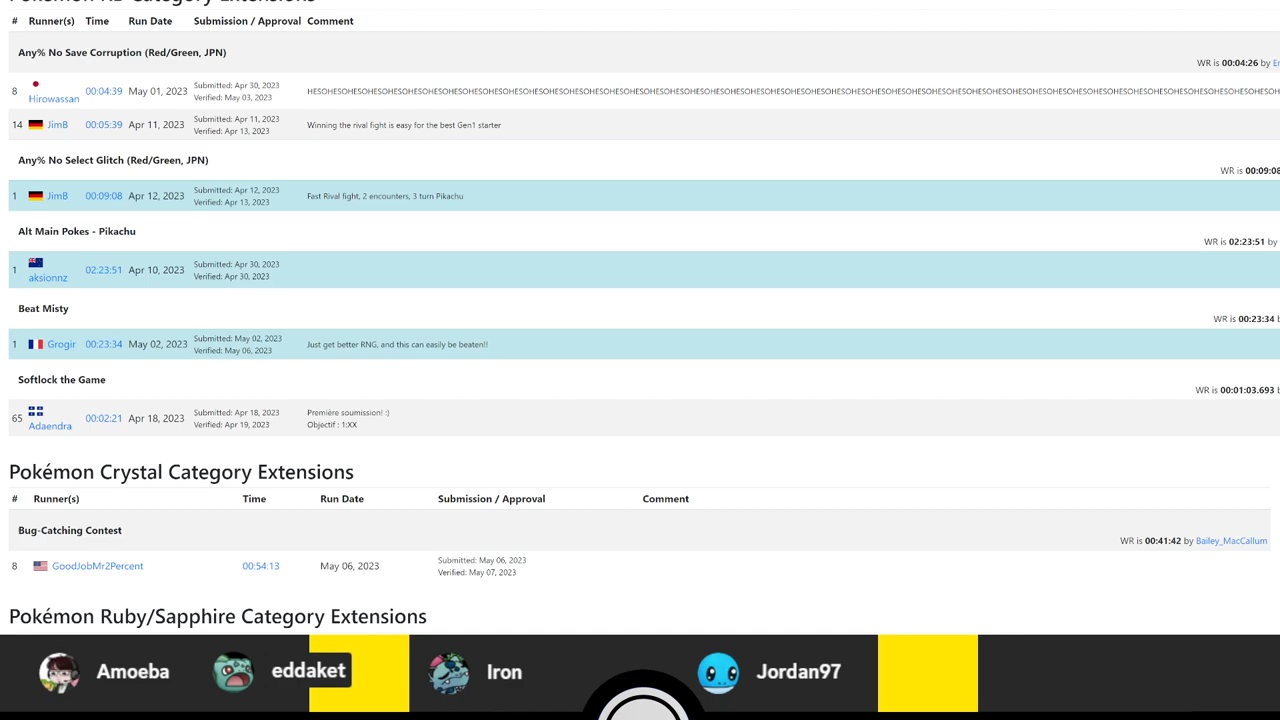 # Runner(s) Time Run Date Submission / Approval Comment
Any% No Save Corruption (Red/Green, JPN)
WR is 00:04:26 by
8 Hirowassan 00:04:39 May 01, 2023 Submitted: Apr 30, 2023
Verified: May 03, 2023
14 JimB 00:05:39 Apr 11, 2023 Submitted: Apr 11, 2023
Verified: Apr 13, 2023
Winning the rival fight is easy for the best Gen1 starter
Any% No Select Glitch (Red/Green, JPN)
WR is 00:09:08
1 JimB 00:09:08 Apr 12, 2023 Submitted: Apr 12, 2023
Verified: Apr 13, 2023
Fast Rival fight, 2 encounters, 3 turn Pikachu
Alt Main Pokes - Pikachu
WR is 02:23:51 by
1 aksionnz 02:23:51 Apr 10, 2023 Submitted: Apr 30, 2023
Verified: Apr 30, 2023
Beat Misty
WR is 00:23:34
1 Grogir 00:23:34 May 02, 2023 Submitted: May 02, 2023
Verified: May 06, 2023
Just get better RNG, and this can easily be beaten!!
Softlock the Game
WR is 00:01:03.693
65 Adaendra 00:02:21 Apr 18, 2023 Submitted: Apr 18, 2023
Verified: Apr 19, 2023
Première soumission! :)
Objectif : 1:XX
Pokémon Crystal Category Extensions
# Runner(s) Time Run Date Submission / Approval Comment
Bug-Catching Contest
WR is 00:41:42 by Bailey_MacCallum
8 GoodJobMr2Percent 00:54:13 May 06, 2023 Submitted: May 06, 2023
Verified: May 07, 2023
Pokémon Ruby/Sapphire Category Extensions
Amoeba eddaket Iron Jordan97